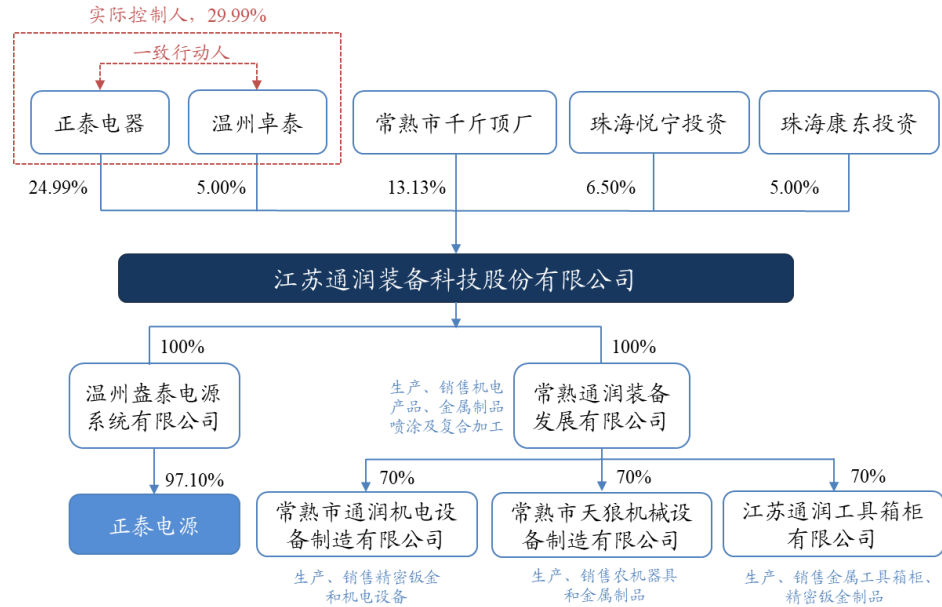 实际控制人，29.99%
一致行动人
正泰电器
温州卓泰
常熟市千斤顶厂
珠海悦宁投资
珠海康东投资
24.99%
5.00%
13.13%
6.50%
5.00%
江苏通润装备科技股份有限公司
100%
100%
温州盎泰电源
系统有限公司
生产、销售机电
产品、金属制品
喷涂及复合加工
常熟通润装备
发展有限公司
97.10%
70%
70%
70%
正泰电源
常熟市通润机电设
备制造有限公司
常熟市天狼机械设
备制造有限公司
江苏通润工具箱柜
有限公司
生产、销售精密钣金
和机电设备
生产、销售农机器具
和金属制品
生产、销售金属工具箱柜、
精密钣金制品